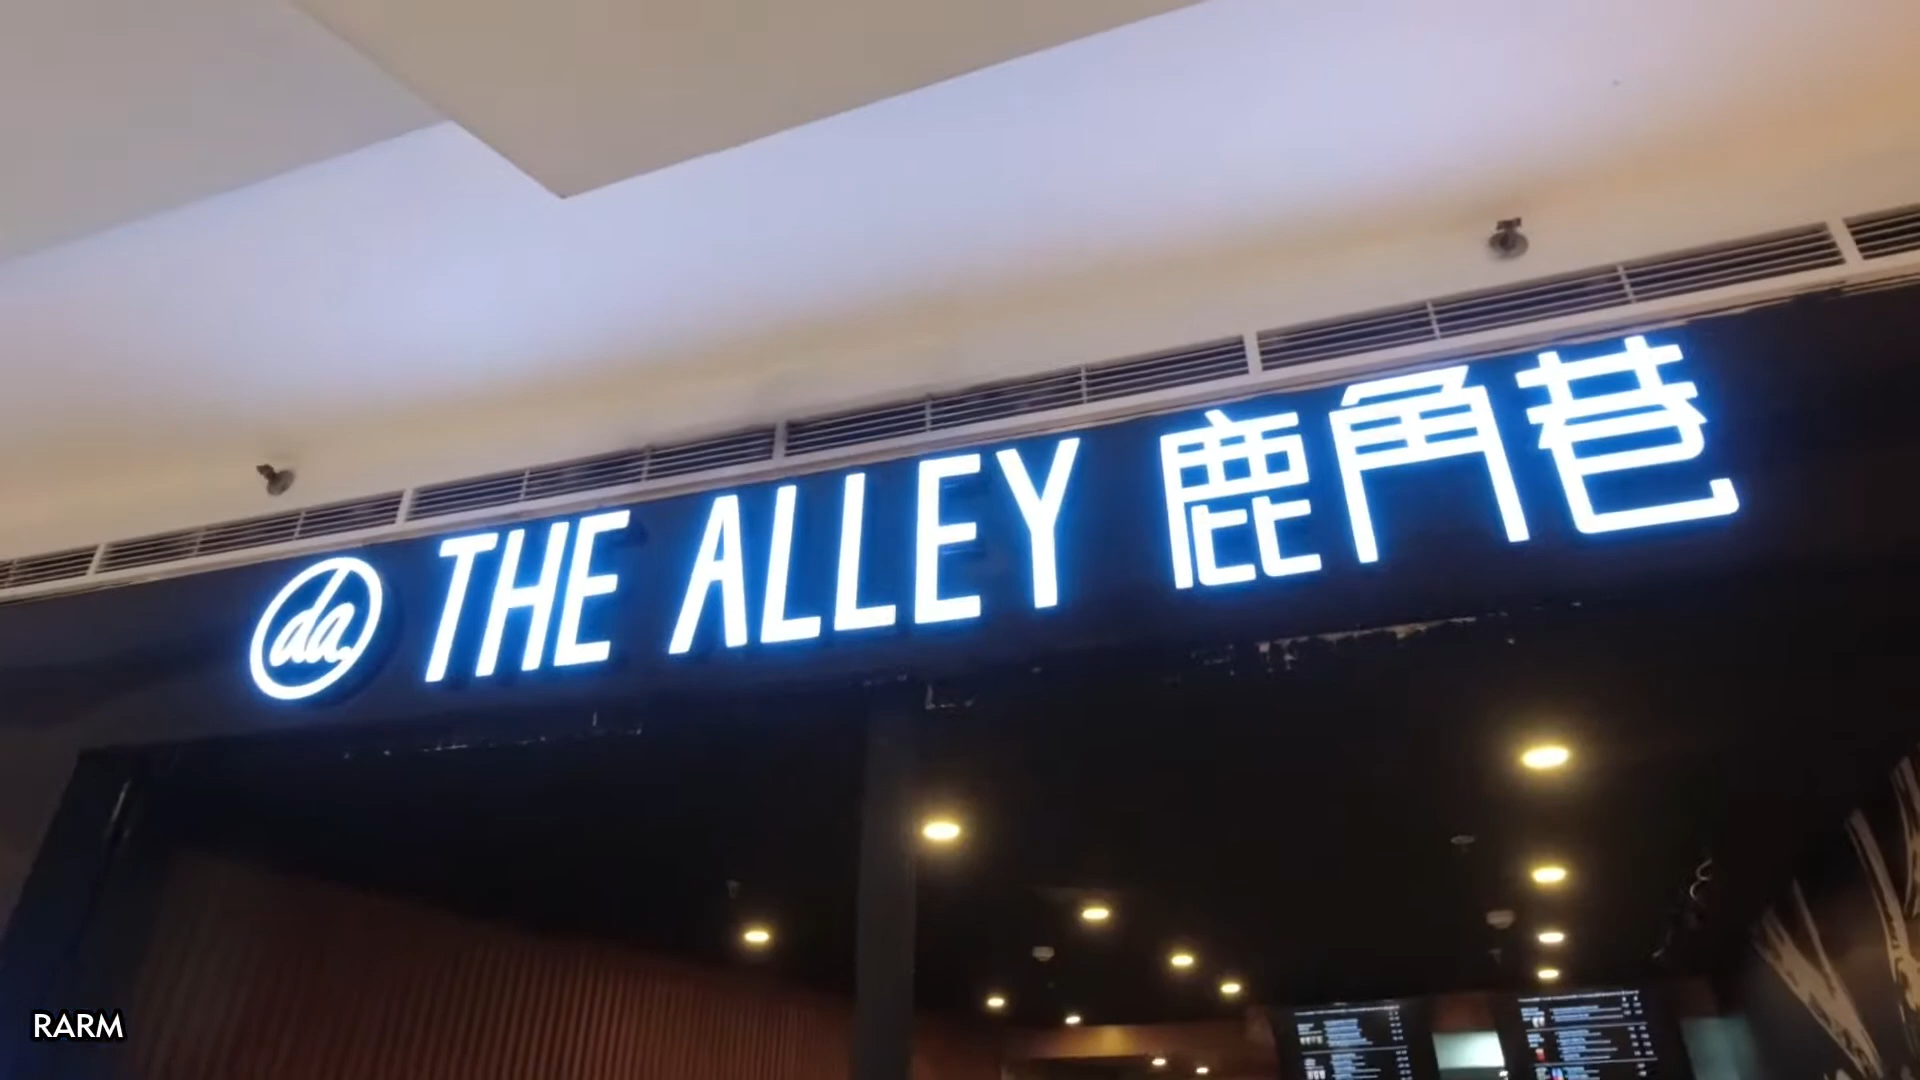 da
THE ALLEY 鹿角巷
RARM